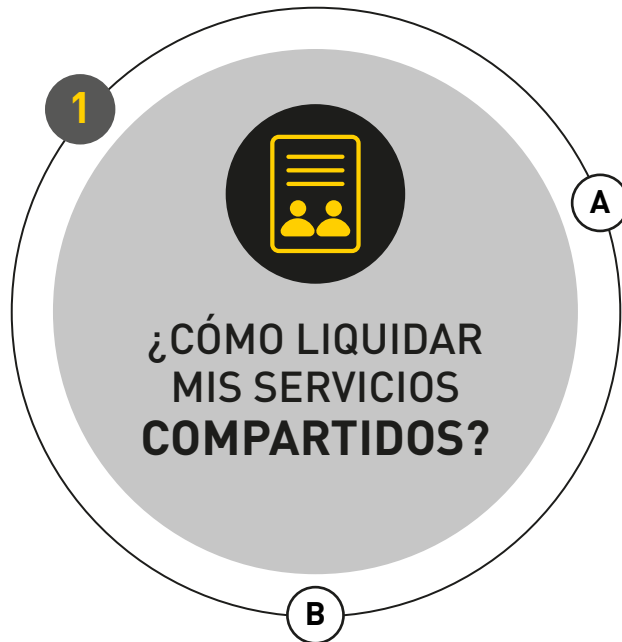 1
A
¿CÓMO LIQUIDAR
MIS SERVICIOS
COMPARTIDOS?
B